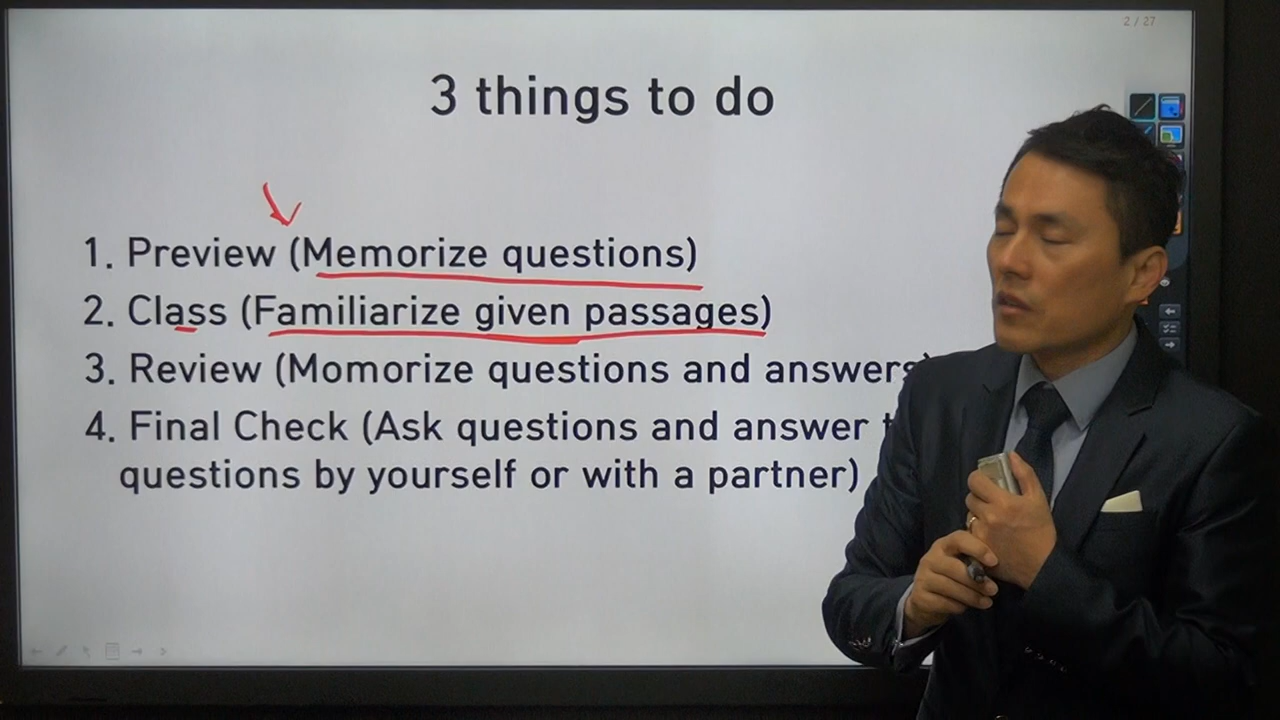 2 / 27
3 things to do
1. Preview (Memorize questions)
2. Class (Familiarize given passages)
3. Review (Momorize questions and answers)
4. Final Check (Ask questions and answer
questions by yourself or with a partner)